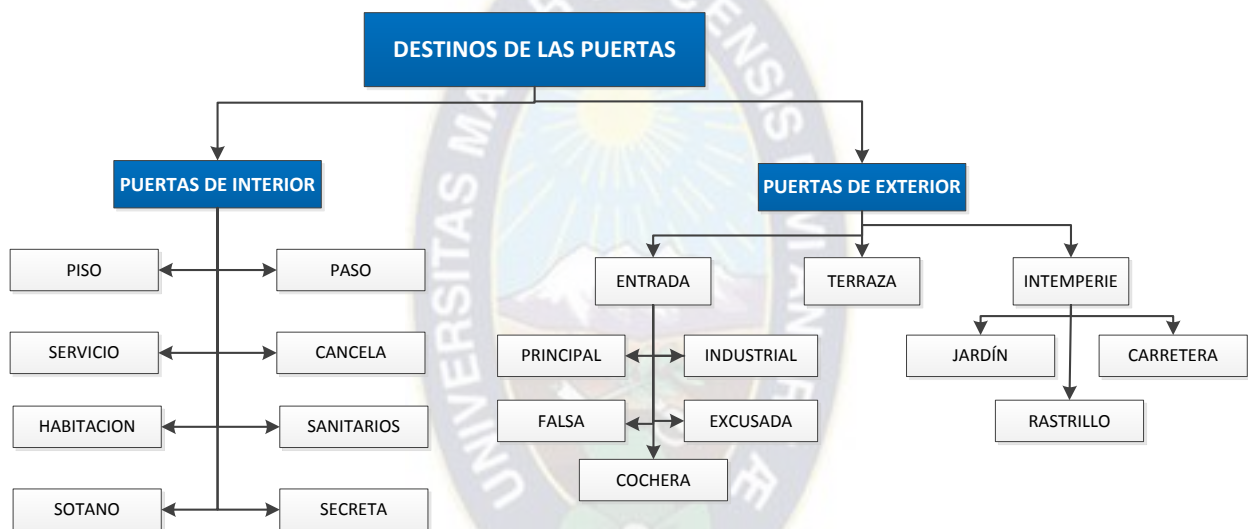 DESTINOS DE LAS PUERTAS
PUERTAS DE INTERIOR
PISO
PASO
SERVICIO
CANCELA
HABITACION
SANITARIOS
SOTANO
SECRETA
PUERTAS DE EXTERIOR
ENTRADA
TERRAZA
INTEMPERIE
PRINCIPAL
INDUSTRIAL
FALSA
EXCUSADA
COCHERA
JARDÍN
CARRETERA
RASTRILLO
UNIVERSITAS